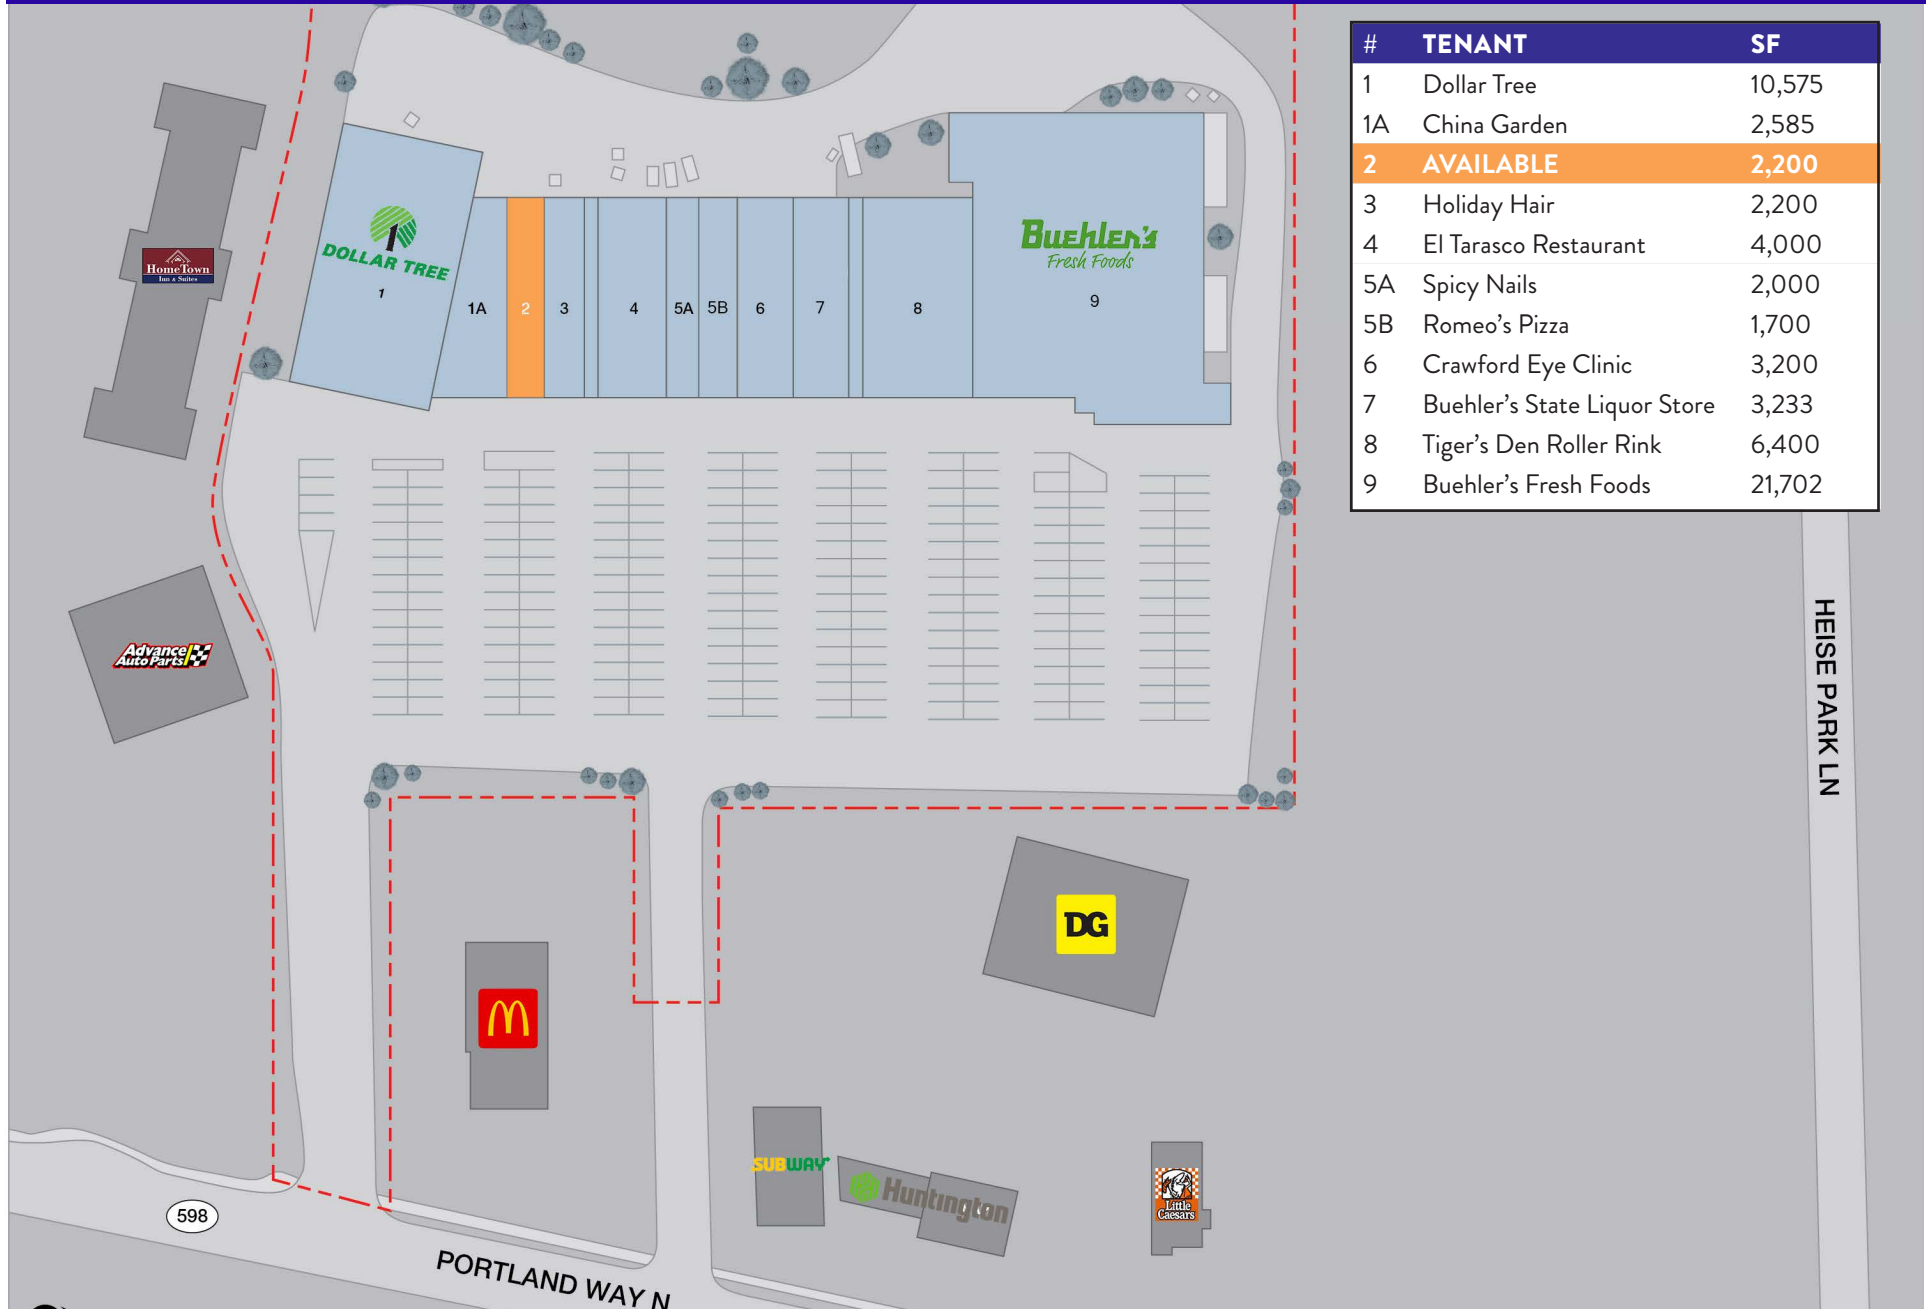 # TENANT SF
1 Dollar Tree 10,575
1A China Garden 2,585
2 AVAILABLE 2,200
3 Holiday Hair 2,200
4 El Tarasco Restaurant 4,000
5A Spicy Nails 2,000
5B Romeo's Pizza 1,700
6 Crawford Eye Clinic 3,200
7 Buehler's State Liquor Store 3,233
8 Tiger's Den Roller Rink 6,400
9 Buehler's Fresh Foods 21,702
HomeTown
Inn & Suites
DOLLAR TREE
1
1A 2 3 4 5A 5B 6 7 8
BUEHLER'S
Fresh Foods
9
Advance
Auto Parts
HEISE PARK LN
DG
M
SUBWAY
Huntington
Little
Caesars
598
PORTLAND WAY N